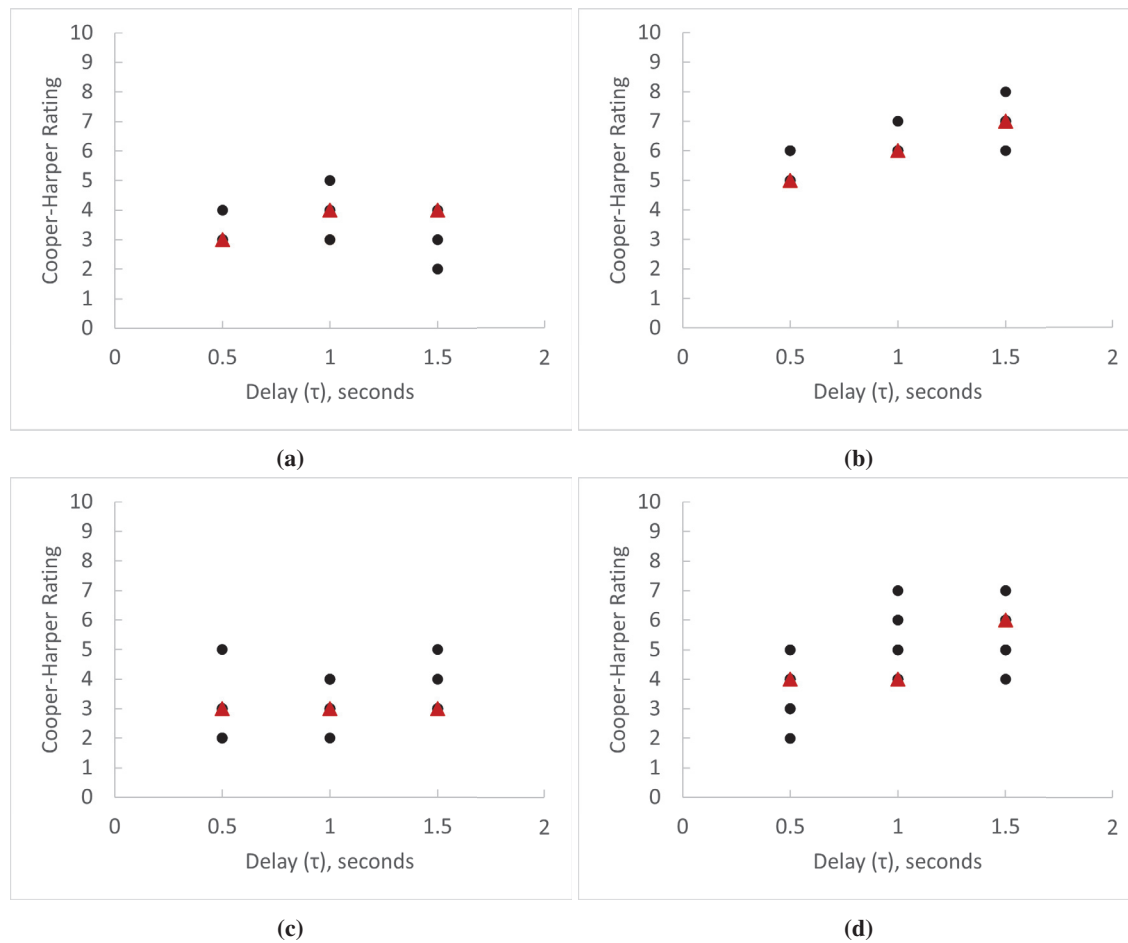 10
9
8
7
6
5
4
3
2
1
0
Cooper-Harper Rating
0 0.5 1 1.5 2
Delay (τ), seconds
(a)
10
9
8
7
6
5
4
3
2
1
0
Cooper-Harper Rating
0 0.5 1 1.5 2
Delay (τ), seconds
(b)
10
9
8
7
6
5
4
3
2
1
0
Cooper-Harper Rating
0 0.5 1 1.5 2
Delay (τ), seconds
(c)
10
9
8
7
6
5
4
3
2
1
0
Cooper-Harper Rating
0 0.5 1 1.5 2
Delay (τ), seconds
(d)